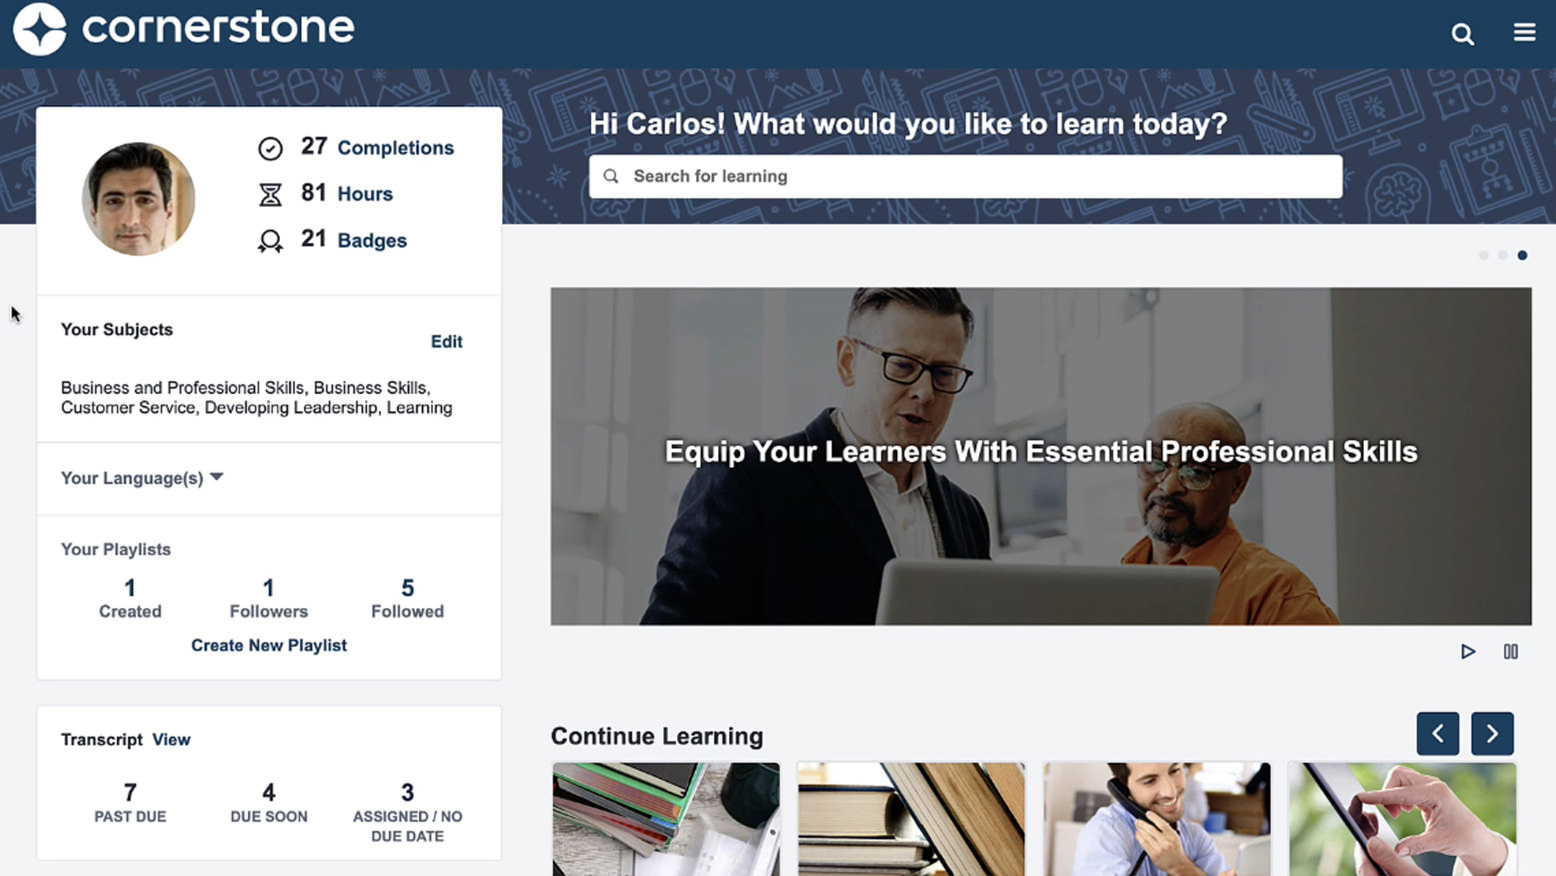 cornerstone
Hi Carlos! What would you like to learn today?
Search for learning
27 Completions
81 Hours
21 Badges
Your Subjects
Edit
Business and Professional Skills, Business Skills,
Customer Service, Developing Leadership, Learning
Your Language(s)
Your Playlists
1
Created
1
Followers
5
Followed
Create New Playlist
Transcript View
7
PAST DUE
4
DUE SOON
3
ASSIGNED / NO
DUE DATE
Equip Your Learners With Essential Professional Skills
Continue Learning